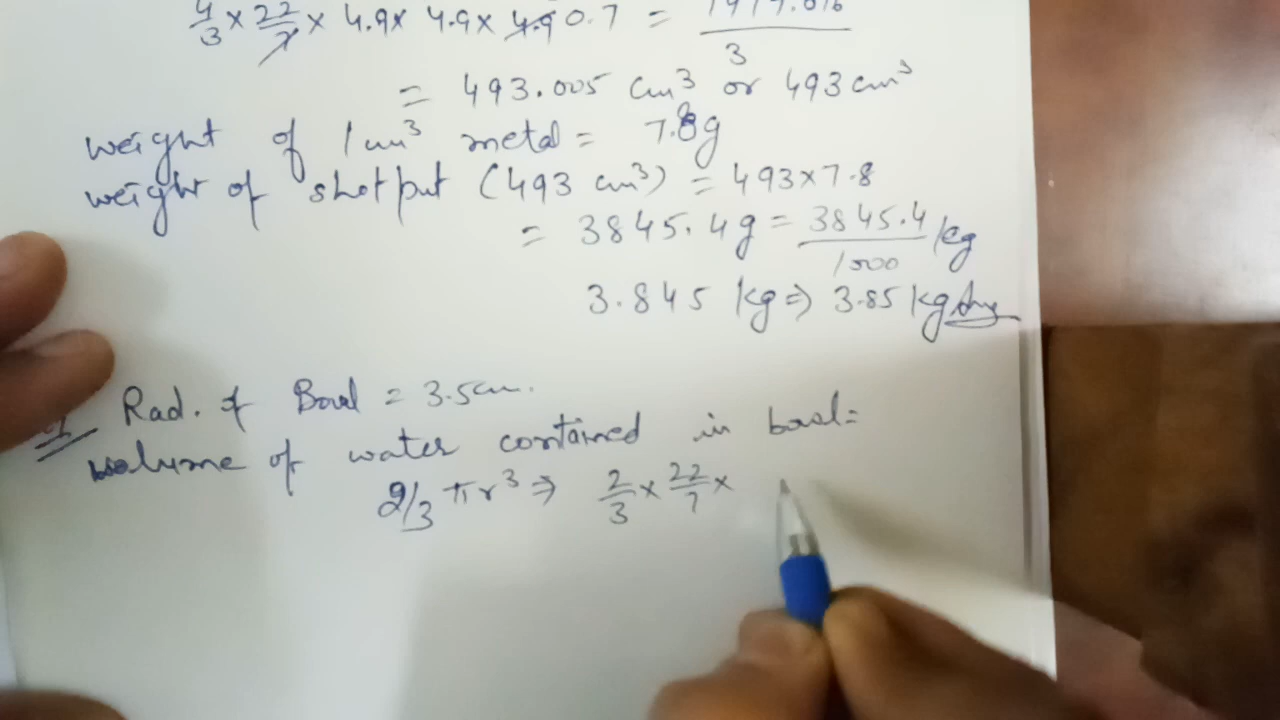 4/3 × 22/7 × 4.9 × 4.9 × 4.9 0.7 =
3
= 493.005 cm³ or 493 cm³
weight of 1 cm³ metal = 7.8g
weight of shotput (493 cm³) = 493×7.8
= 3845.4g = 3845.4/1000 kg
3.845 kg ⇒ 3.85 kg Ans
Rad. of Bowl = 3.5cm.
volume of water contained in bowl =
2/3 πr³ ⇒ 2/3 × 22/7 ×